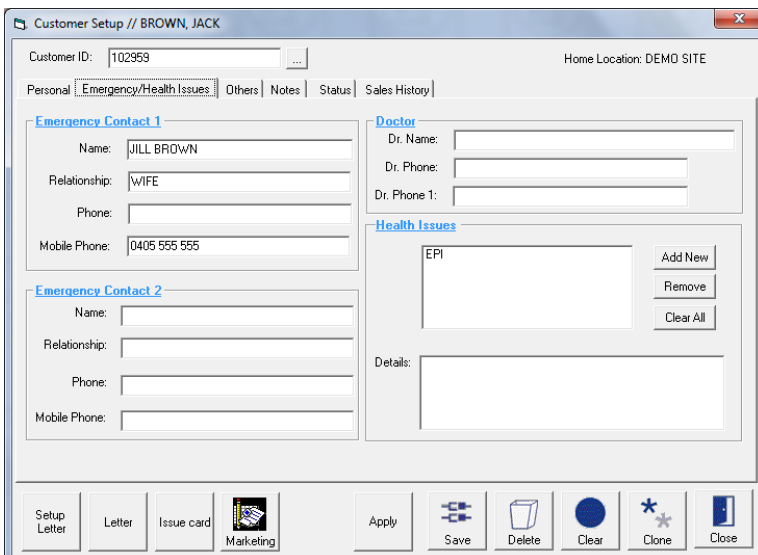 Customer Setup // BROWN, JACK
Customer ID: 102959 ... Home Location: DEMO SITE
Personal Emergency/Health Issues Others Notes Status Sales History
Emergency Contact 1
Name: JILL BROWN
Relationship: WIFE
Phone:
Mobile Phone: 0405 555 555
Emergency Contact 2
Name:
Relationship:
Phone:
Mobile Phone:
Doctor
Dr. Name:
Dr. Phone:
Dr. Phone 1:
Health Issues
EPI
Add New
Remove
Clear All
Details:
Setup
Letter
Letter
Issue card
Marketing
Apply
Save
Delete
Clear
Clone
Close